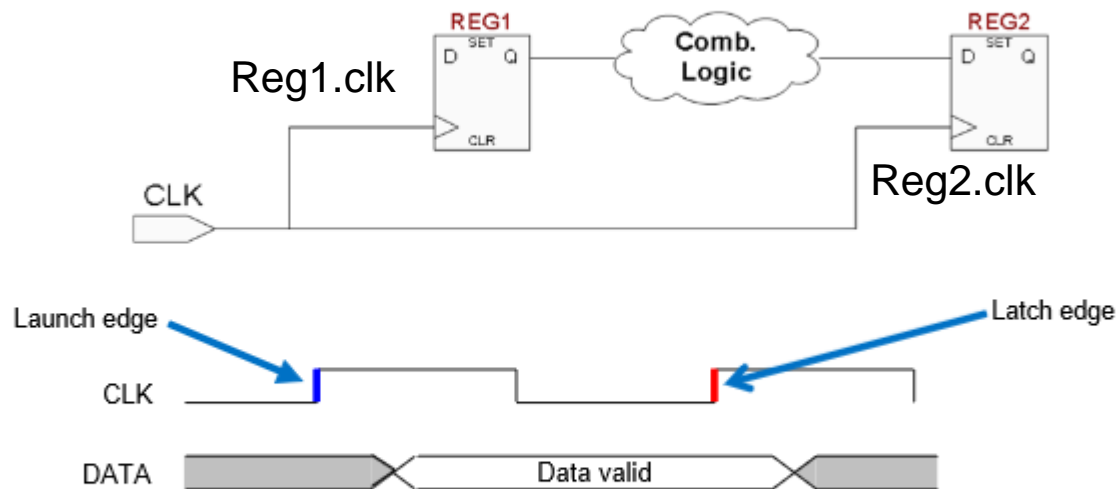 REG1
SET
D Q
CLR
Comb.
Logic
REG2
SET
D Q
CLR
Reg1.clk
Reg2.clk
CLK
Launch edge
Latch edge
CLK
DATA
Data valid